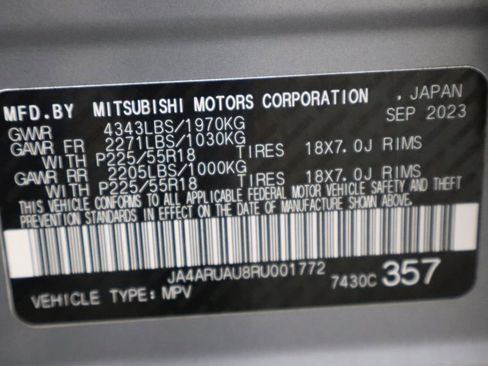 MFD.BY MITSUBISHI MOTORS CORPORATION . JAPAN
SEP 2023
GVWR 4343LBS/1970KG
GAWR FR 2271LBS/1030KG
WITH P225/55R18 TIRES 18X7.0J RIMS
GAWR RR 2205LBS/1000KG
WITH P225/55R18 TIRES 18X7.0J RIMS
THIS VEHICLE CONFORMS TO ALL APPLICABLE FEDERAL MOTOR VEHICLE SAFETY AND THEFT
PREVENTION STANDARDS IN EFFECT ON THE DATE OF MANUFACTURE SHOWN ABOVE.
JA4ARUAU8RU001772
VEHICLE TYPE: MPV 7430C 357